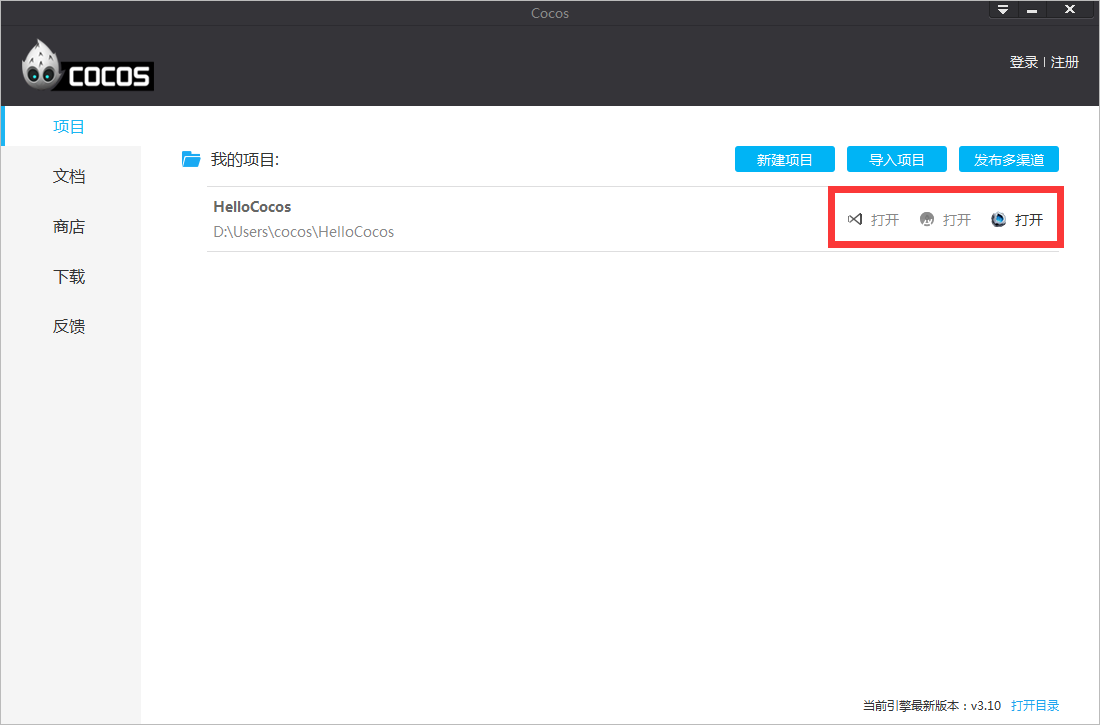 Cocos
COCOS
登录 | 注册
项目
文档
商店
下载
反馈
我的项目:
新建项目 导入项目 发布多渠道
HelloCocos
D:\Users\cocos\HelloCocos
打开 打开 打开
当前引擎最新版本：v3.10 打开目录